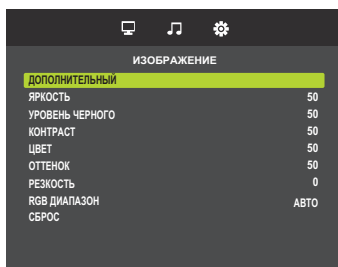 ИЗОБРАЖЕНИЕ
ДОПОЛНИТЕЛЬНЫЙ
ЯРКОСТЬ 50
УРОВЕНЬ ЧЕРНОГО 50
КОНТРАСТ 50
ЦВЕТ 50
ОТТЕНОК 50
РЕЗКОСТЬ 0
RGB ДИАПАЗОН АВТО
СБРОС